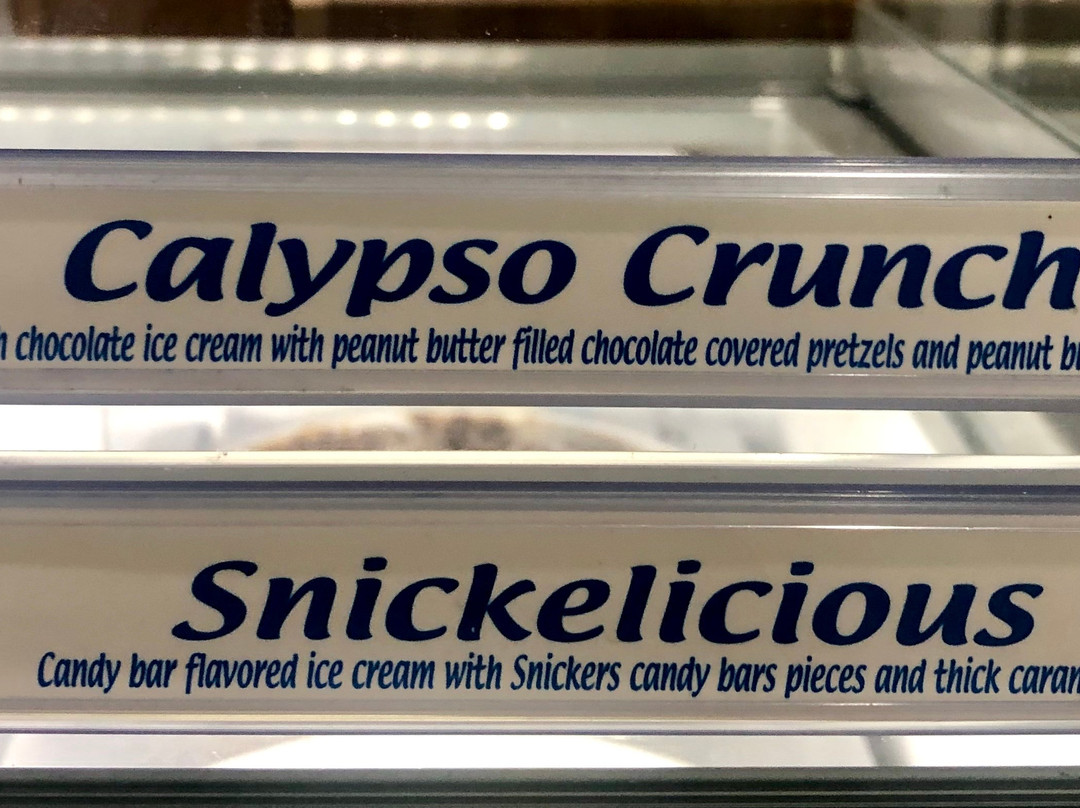 Calypso Crunch
chocolate ice cream with peanut butter filled chocolate covered pretzels and peanut
Snickelicious
Candy bar flavored ice cream with Snickers candy bars pieces and thick